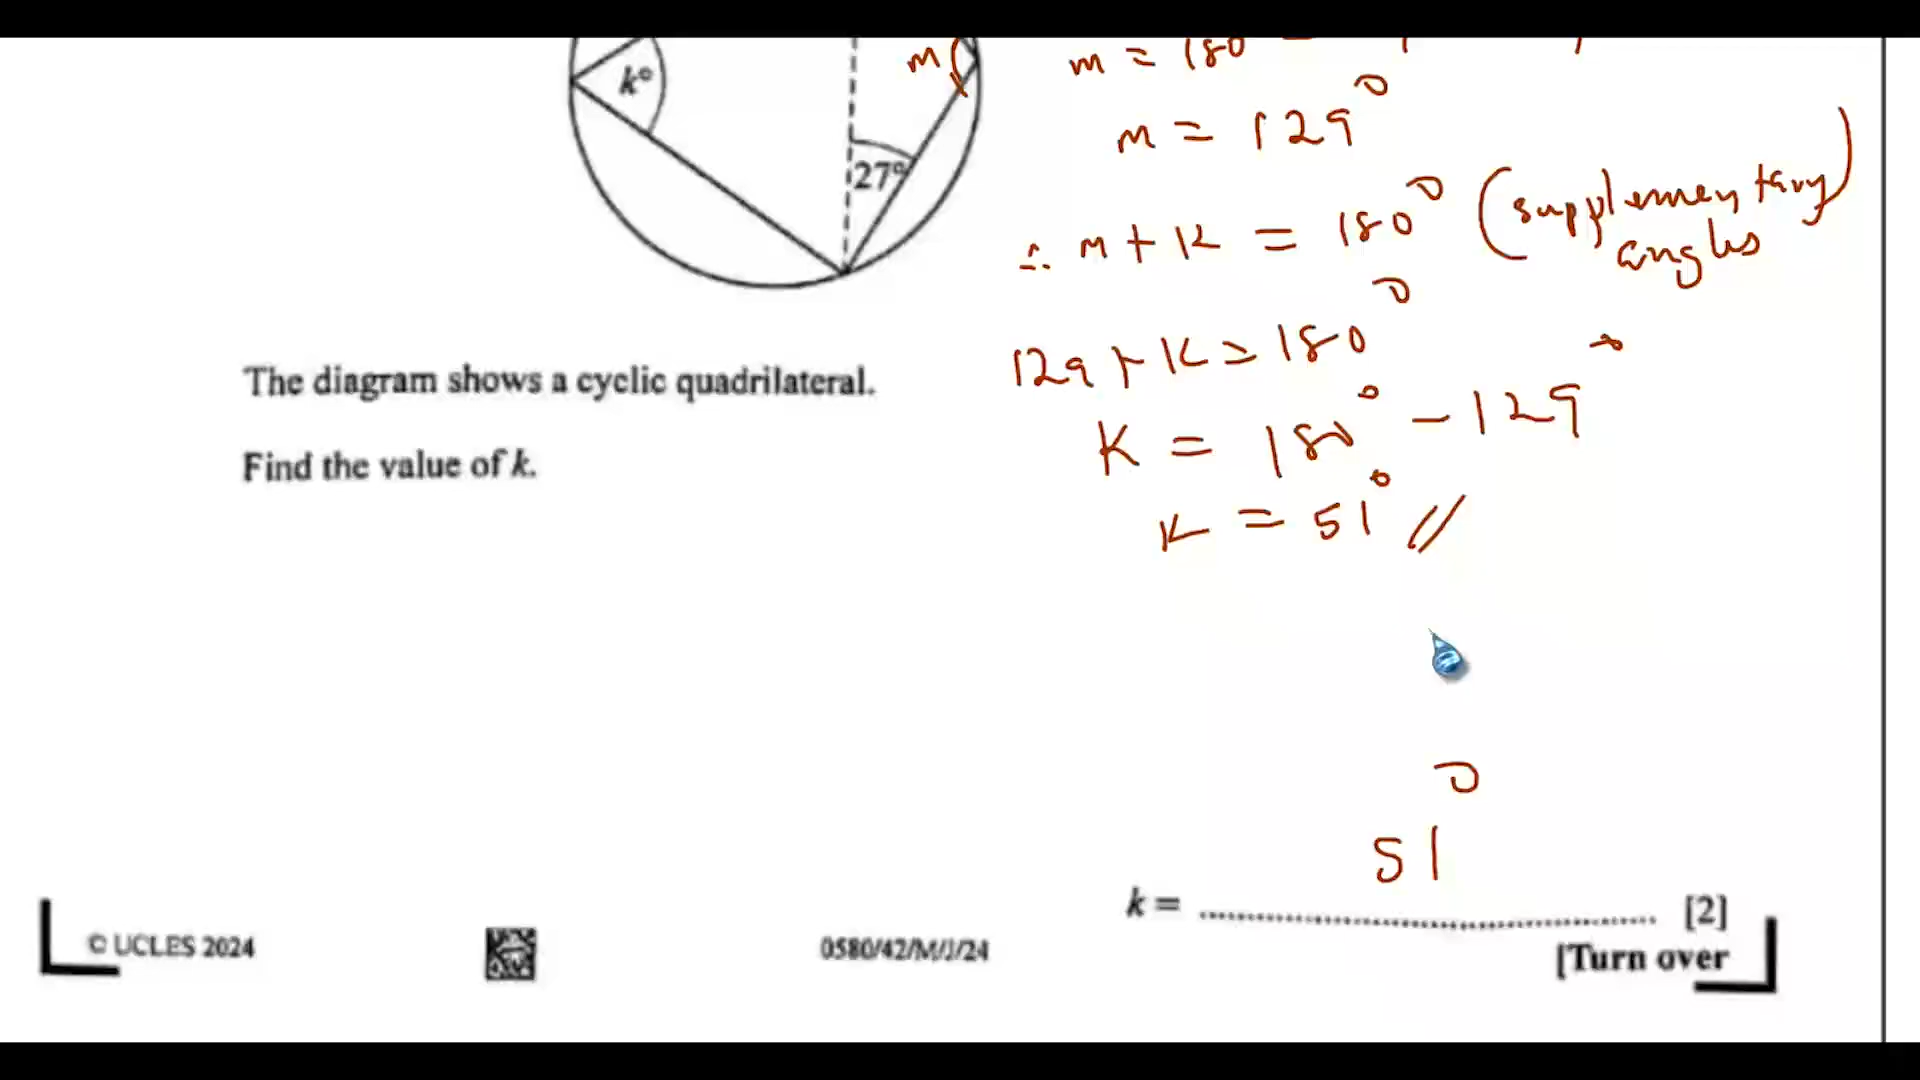 k°
m
27°
m = 180
m = 129°
∴ m + k = 180° (supplementary angles)
129 + k = 180°
k = 180° - 129°
k = 51° //
The diagram shows a cyclic quadrilateral.
Find the value of k.
51°
k = ........................................ [2]
© UCLES 2024
0580/42/M/J/24
[Turn over